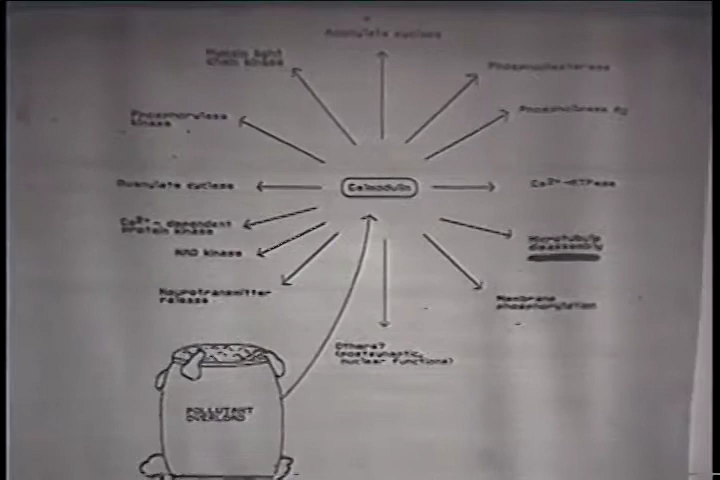 Adenylate cyclase
Myosin light
chain kinase
Phosphodiesterase
Phospholipase A₂
Phosphorylase
kinase
Guanylate cyclase
Calmodulin
Ca²⁺-ATPase
Ca²⁺- dependent
protein kinase
Microtubule
disassembly
NAD kinase
Neurotransmitter
release
Membrane
phosphorylation
Others?
(postsynaptic,
nuclear functions)
POLLUTANT
OVERLOAD